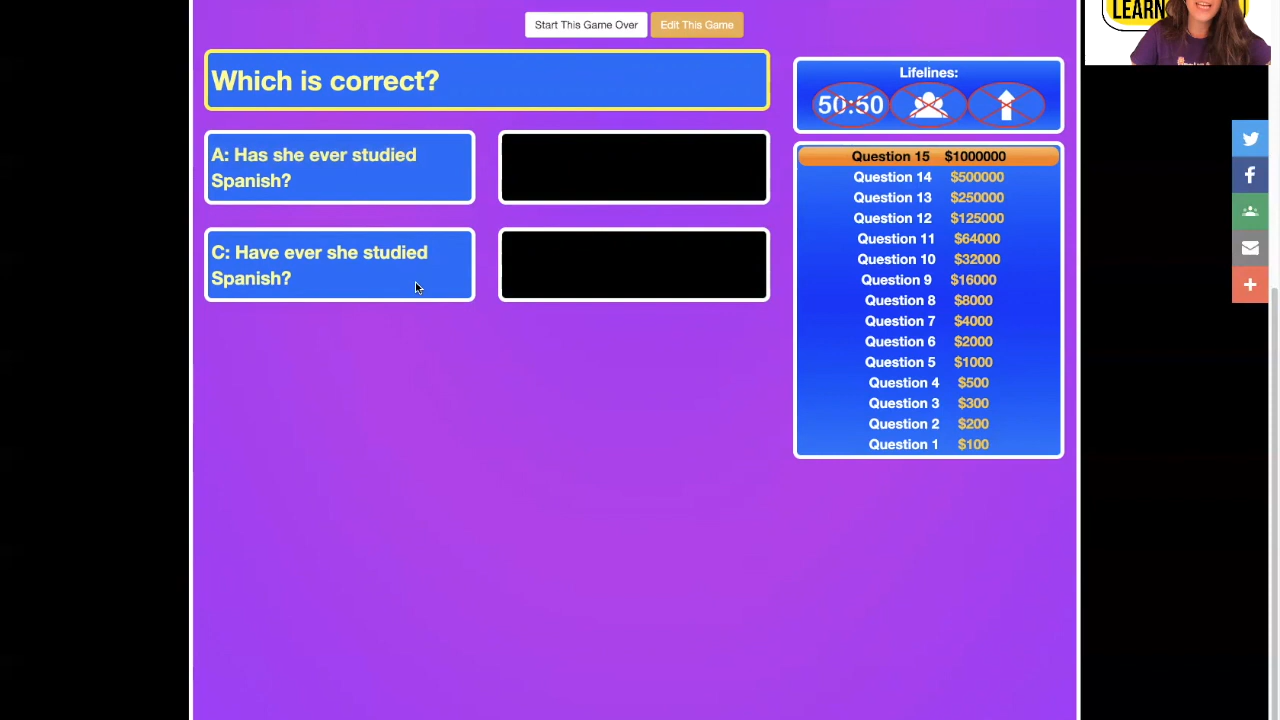 Start This Game Over
Edit This Game
LEARN
Which is correct?
Lifelines:
50:50
A: Has she ever studied
Spanish?
C: Have ever she studied
Spanish?
Question 15 $1000000
Question 14 $500000
Question 13 $250000
Question 12 $125000
Question 11 $64000
Question 10 $32000
Question 9 $16000
Question 8 $8000
Question 7 $4000
Question 6 $2000
Question 5 $1000
Question 4 $500
Question 3 $300
Question 2 $200
Question 1 $100